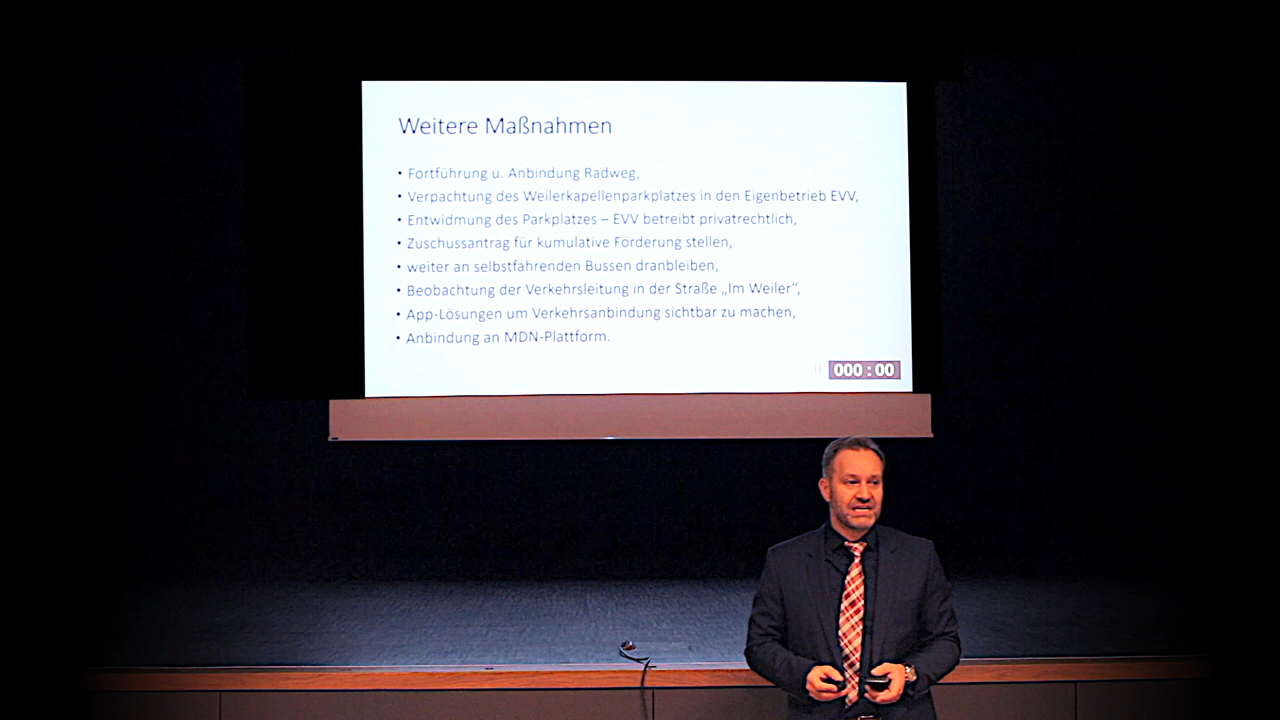 Weitere Maßnahmen
• Fortführung u. Anbindung Radweg,
• Verpachtung des Weilerkapellenparkplatzes in den Eigenbetrieb EVV,
• Entwidmung des Parkplatzes – EVV betreibt privatrechtlich,
• Zuschussantrag für kumulative Förderung stellen,
• weiter an selbstfahrenden Bussen dranbleiben,
• Beobachtung der Verkehrsleitung in der Straße „Im Weiler“,
• App-Lösungen um Verkehrsanbindung sichtbar zu machen,
• Anbindung an MDN-Plattform.
000 : 00